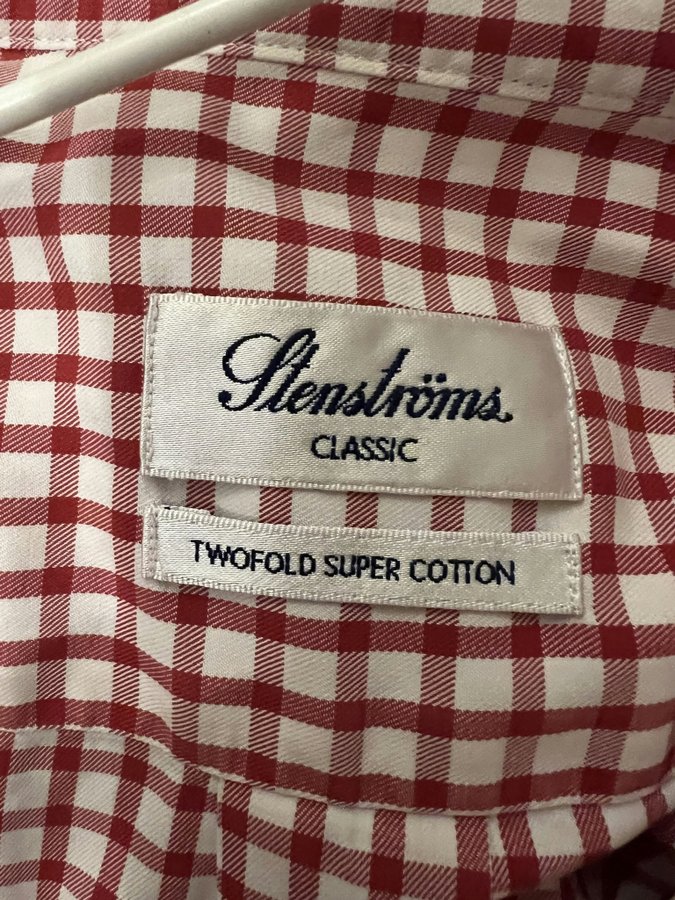 Stenströms
CLASSIC
TWOFOLD SUPER COTTON